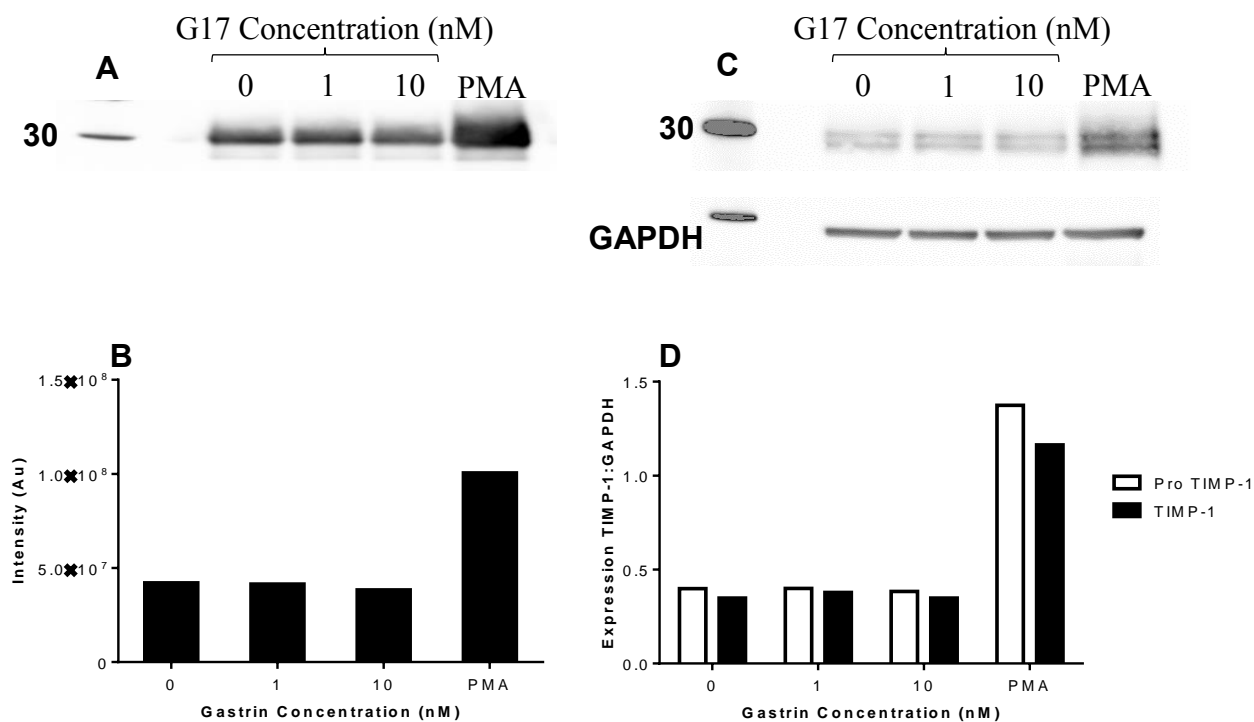 G17 Concentration (nM)
A
0 1 10 PMA
30
G17 Concentration (nM)
C
0 1 10 PMA
30
GAPDH
B
1.5✖10⁸
1.0✖10⁸
5.0✖10⁷
0
Intensity (Au)
0 1 10 PMA
Gastrin Concentration (nM)
D
1.5
1.0
0.5
0.0
Expression TIMP-1:GAPDH
0 1 10 PMA
Gastrin Concentration (nM)
Pro TIMP-1
TIMP-1